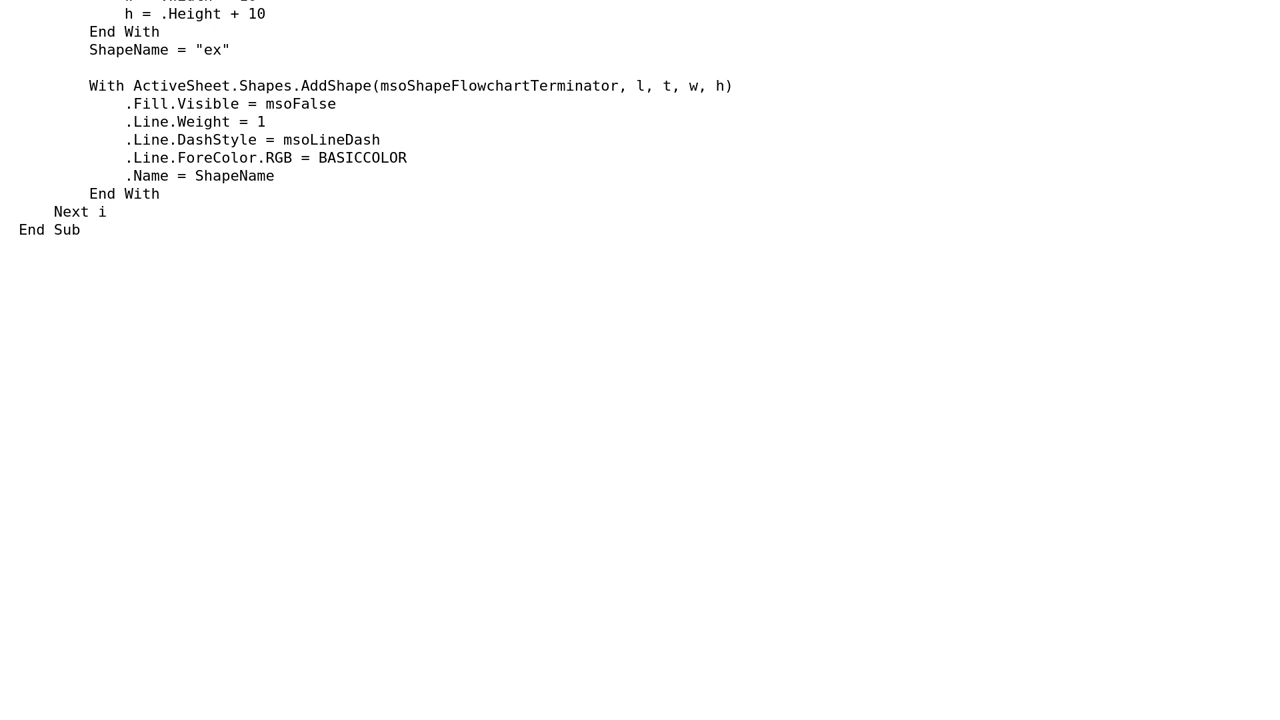 h = .Height + 10
End With
ShapeName = "ex"
With ActiveSheet.Shapes.AddShape(msoShapeFlowchartTerminator, l, t, w, h)
.Fill.Visible = msoFalse
.Line.Weight = 1
.Line.DashStyle = msoLineDash
.Line.ForeColor.RGB = BASICCOLOR
.Name = ShapeName
End With
Next i
End Sub